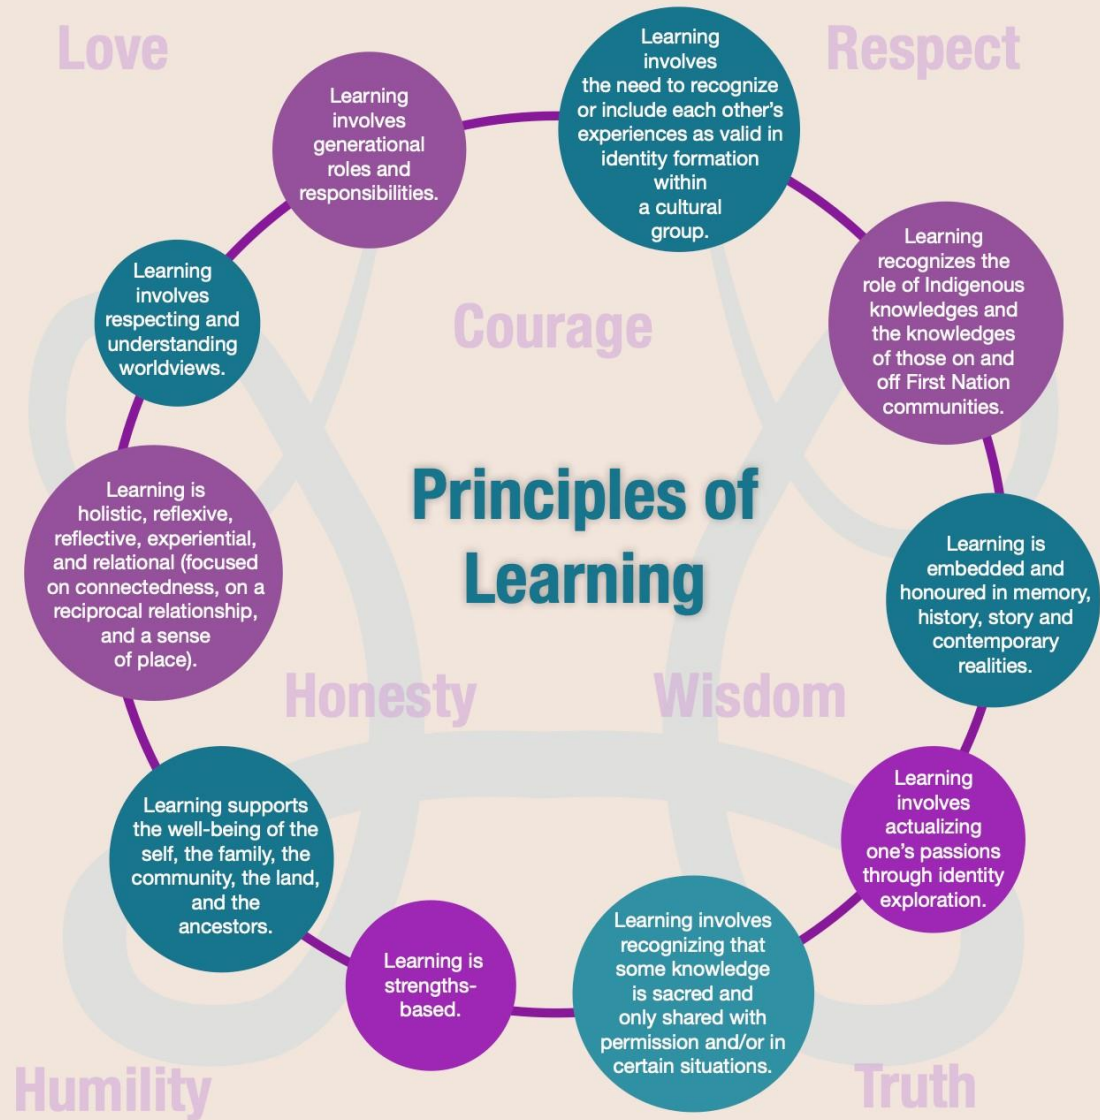 Love
Respect
Learning
involves
the need to recognize
or include each other's
experiences as valid in
identity formation
within
a cultural
group.
Learning
involves
generational
roles and
responsibilities.
Learning
recognizes the
role of Indigenous
knowledges and
the knowledges
of those on and
off First Nation
communities.
Learning
involves
respecting and
understanding
worldviews.
Courage
Principles of
Learning
Learning is
holistic, reflexive,
reflective, experiential,
and relational (focused
on connectedness, on a
reciprocal relationship,
and a sense
of place).
Learning is
embedded and
honoured in memory,
history, story and
contemporary
realities.
Honesty
Wisdom
Learning supports
the well-being of the
self, the family, the
community, the land,
and the
ancestors.
Learning
involves
actualizing
one's passions
through identity
exploration.
Learning is
strengths-
based.
Learning involves
recognizing that
some knowledge
is sacred and
only shared with
permission and/or in
certain situations.
Humility
Truth